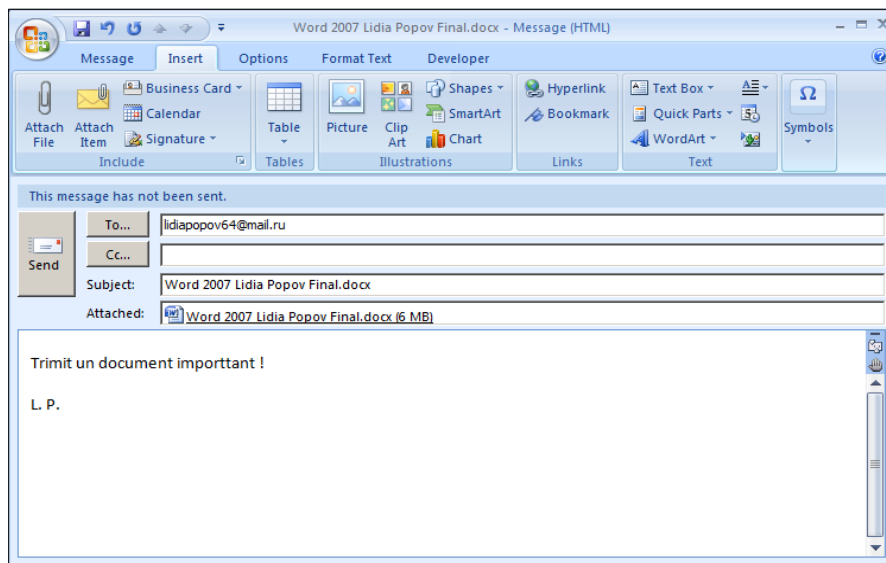 Word 2007 Lidia Popov Final.docx - Message (HTML)
Message Insert Options Format Text Developer
Attach File
Attach Item
Business Card
Calendar
Signature
Include
Table
Tables
Picture
Clip Art
Shapes
SmartArt
Chart
Illustrations
Hyperlink
Bookmark
Links
Text Box
Quick Parts
WordArt
Text
Ω
Symbols
This message has not been sent.
Send
To... lidiapopov64@mail.ru
Cc...
Subject: Word 2007 Lidia Popov Final.docx
Attached: Word 2007 Lidia Popov Final.docx (6 MB)
Trimit un document importtant !
L. P.